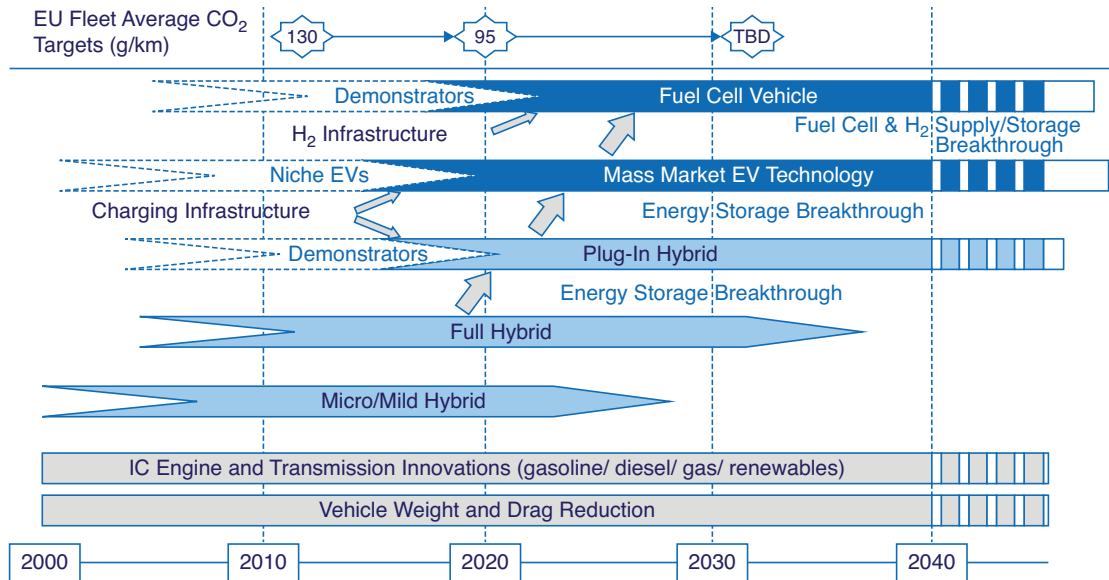 EU Fleet Average CO2
Targets (g/km)
130
95
TBD
Demonstrators
Fuel Cell Vehicle
H2 Infrastructure
Fuel Cell & H2 Supply/Storage
Breakthrough
Niche EVs
Mass Market EV Technology
Charging Infrastructure
Energy Storage Breakthrough
Demonstrators
Plug-In Hybrid
Energy Storage Breakthrough
Full Hybrid
Micro/Mild Hybrid
IC Engine and Transmission Innovations (gasoline/ diesel/ gas/ renewables)
Vehicle Weight and Drag Reduction
2000
2010
2020
2030
2040